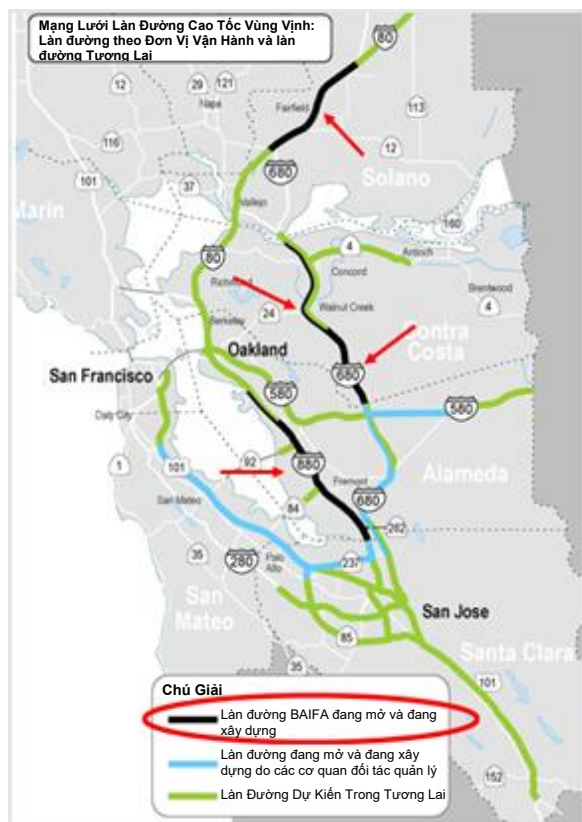 Mạng Lưới Làn Đường Cao Tốc Vùng Vịnh:
Làn đường theo Đơn Vị Vận Hành và làn
đường Tương Lai
80
12
29
121
Napa
Fairfield
113
116
12
680
101
37
Solano
Marin
Vallejo
160
80
4
Antioch
Richmond
Concord
Brentwood
24
Walnut Creek
4
Berkeley
Contra
Costa
Oakland
680
San Francisco
580
580
Daly City
92
880
Alameda
1
101
Fremont
San Mateo
84
680
262
35
280
Palo
Alto
237
San
Mateo
San Jose
85
Santa Clara
35
101
Chú Giải
Làn đường BAIFA đang mở và đang
xây dựng
Làn đường đang mở và đang xây
dựng do các cơ quan đối tác quản lý
152
Làn Đường Dự Kiến Trong Tương Lai